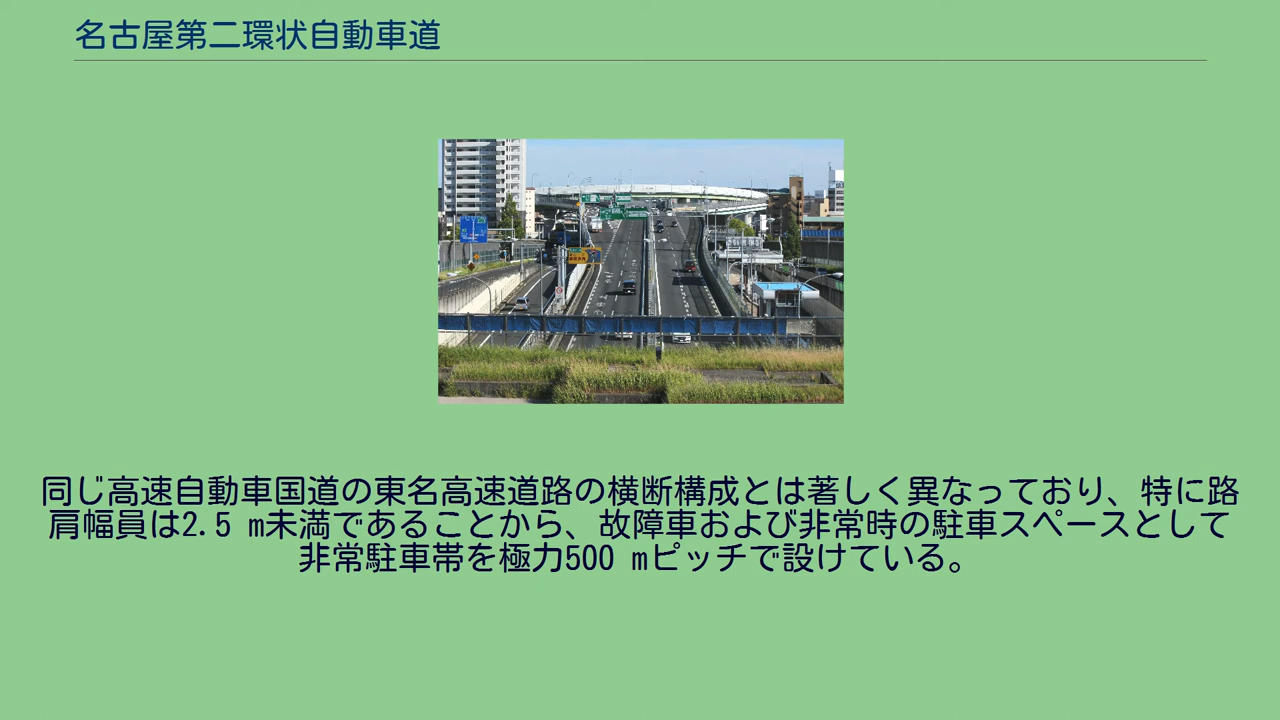 名古屋第二環状自動車道
同じ高速自動車国道の東名高速道路の横断構成とは著しく異なっており、特に路
肩幅員は2.5 m未満であることから、故障車および非常時の駐車スペースとして
非常駐車帯を極力500 mピッチで設けている。